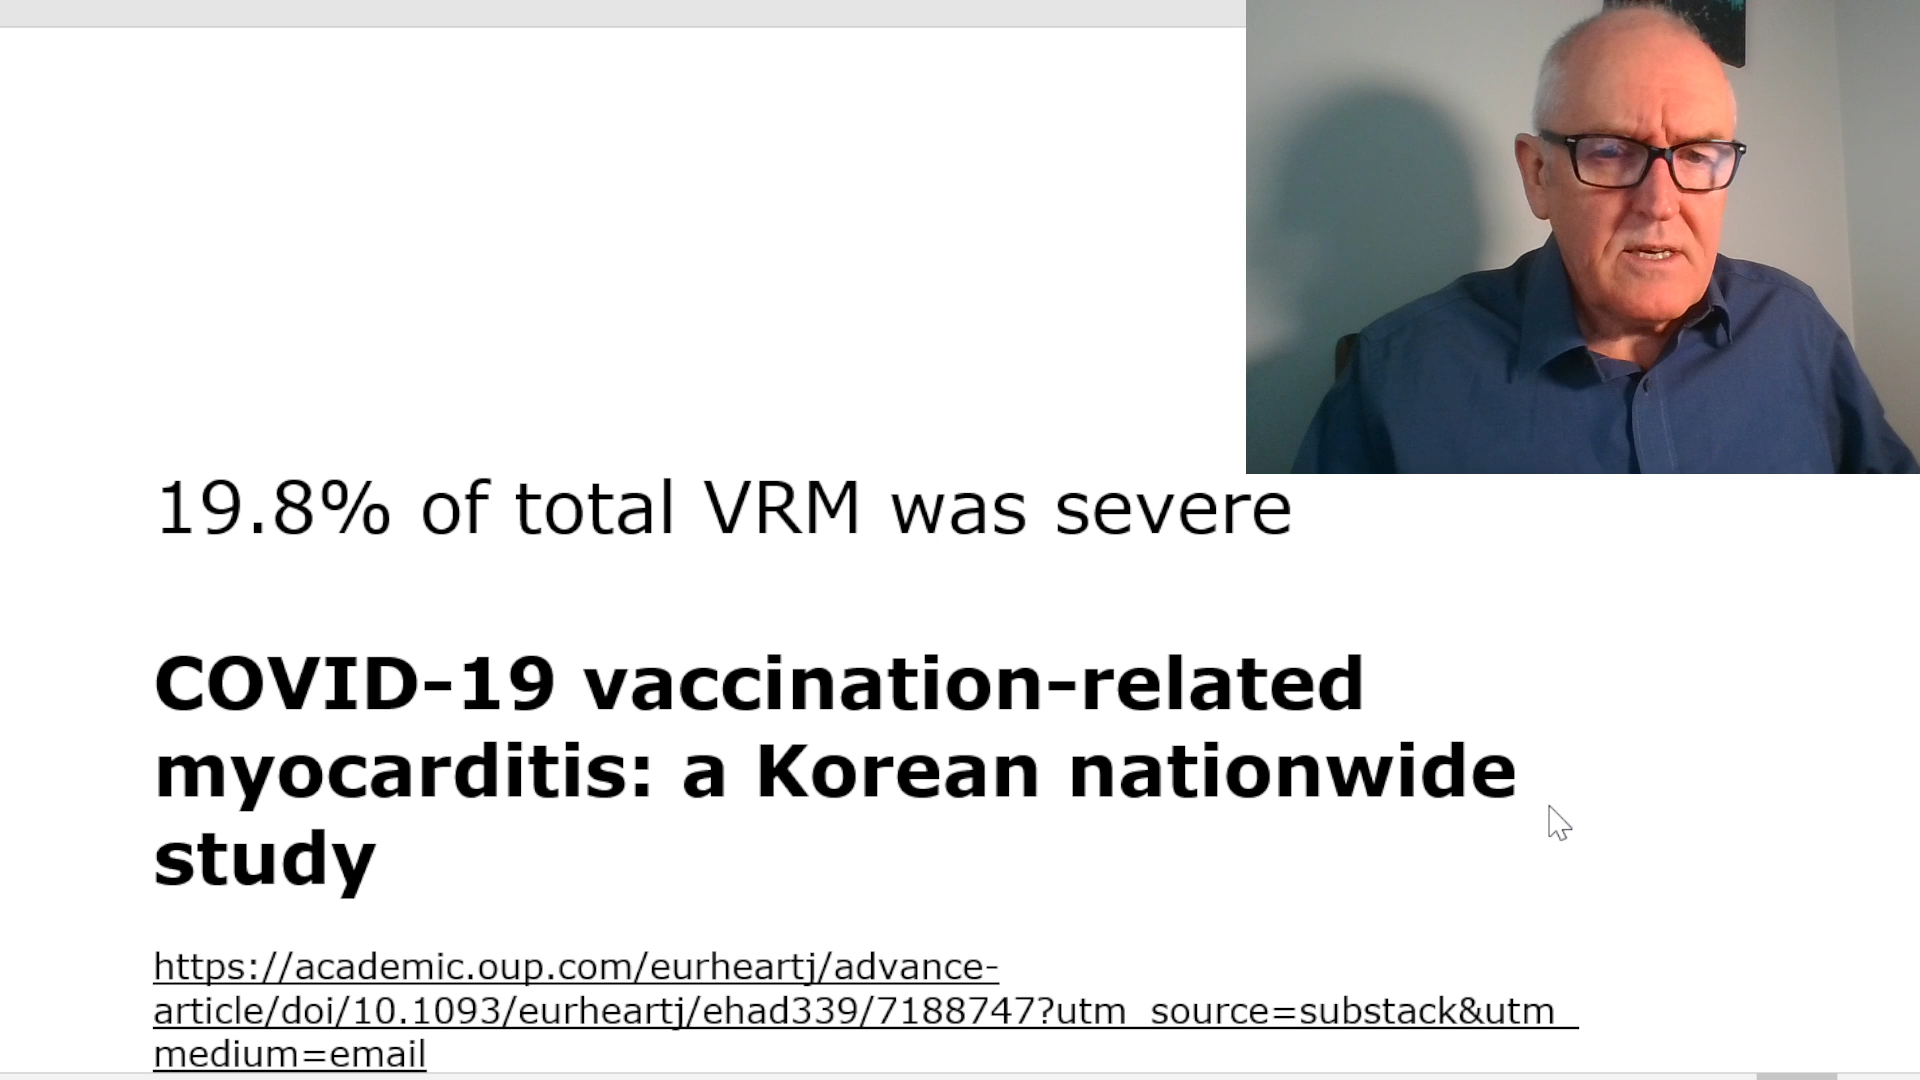 19.8% of total VRM was severe
COVID-19 vaccination-related
myocarditis: a Korean nationwide
study
https://academic.oup.com/eurheartj/advance-
article/doi/10.1093/eurheartj/ehad339/7188747?utm_source=substack&utm_
medium=email